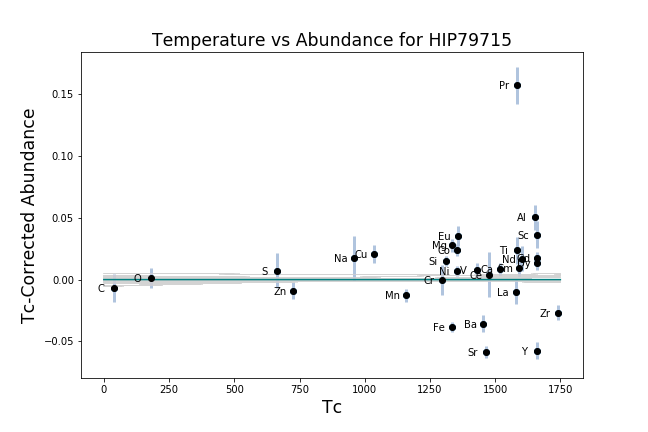 Temperature vs Abundance for HIP79715
Tc-Corrected Abundance
0.15
0.10
0.05
0.00
−0.05
Pr
Al
Sc
Eu
Mg
Co
Cu
Na
Ti
Nd
Gd
Dy
Si
Ni
V
Ca
Ce
Sm
S
O
C
Zn
Cr
Mn
La
Zr
Fe
Ba
Sr
Y
0
250
500
750
1000
1250
1500
1750
Tc